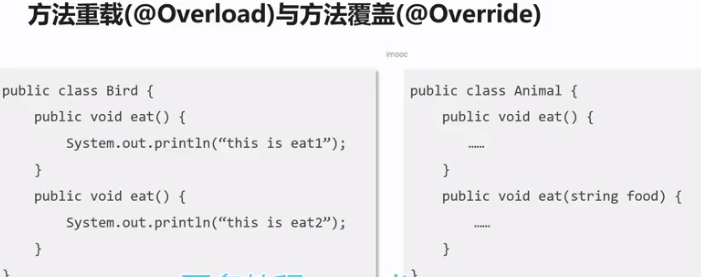 方法重载(@Overload)与方法覆盖(@Override)
imooc
public class Bird {
public void eat() {
System.out.println(“this is eat1”);
}
public void eat() {
System.out.println(“this is eat2”);
}
}
public class Animal {
public void eat() {
……
}
public void eat(string food) {
……
}
}